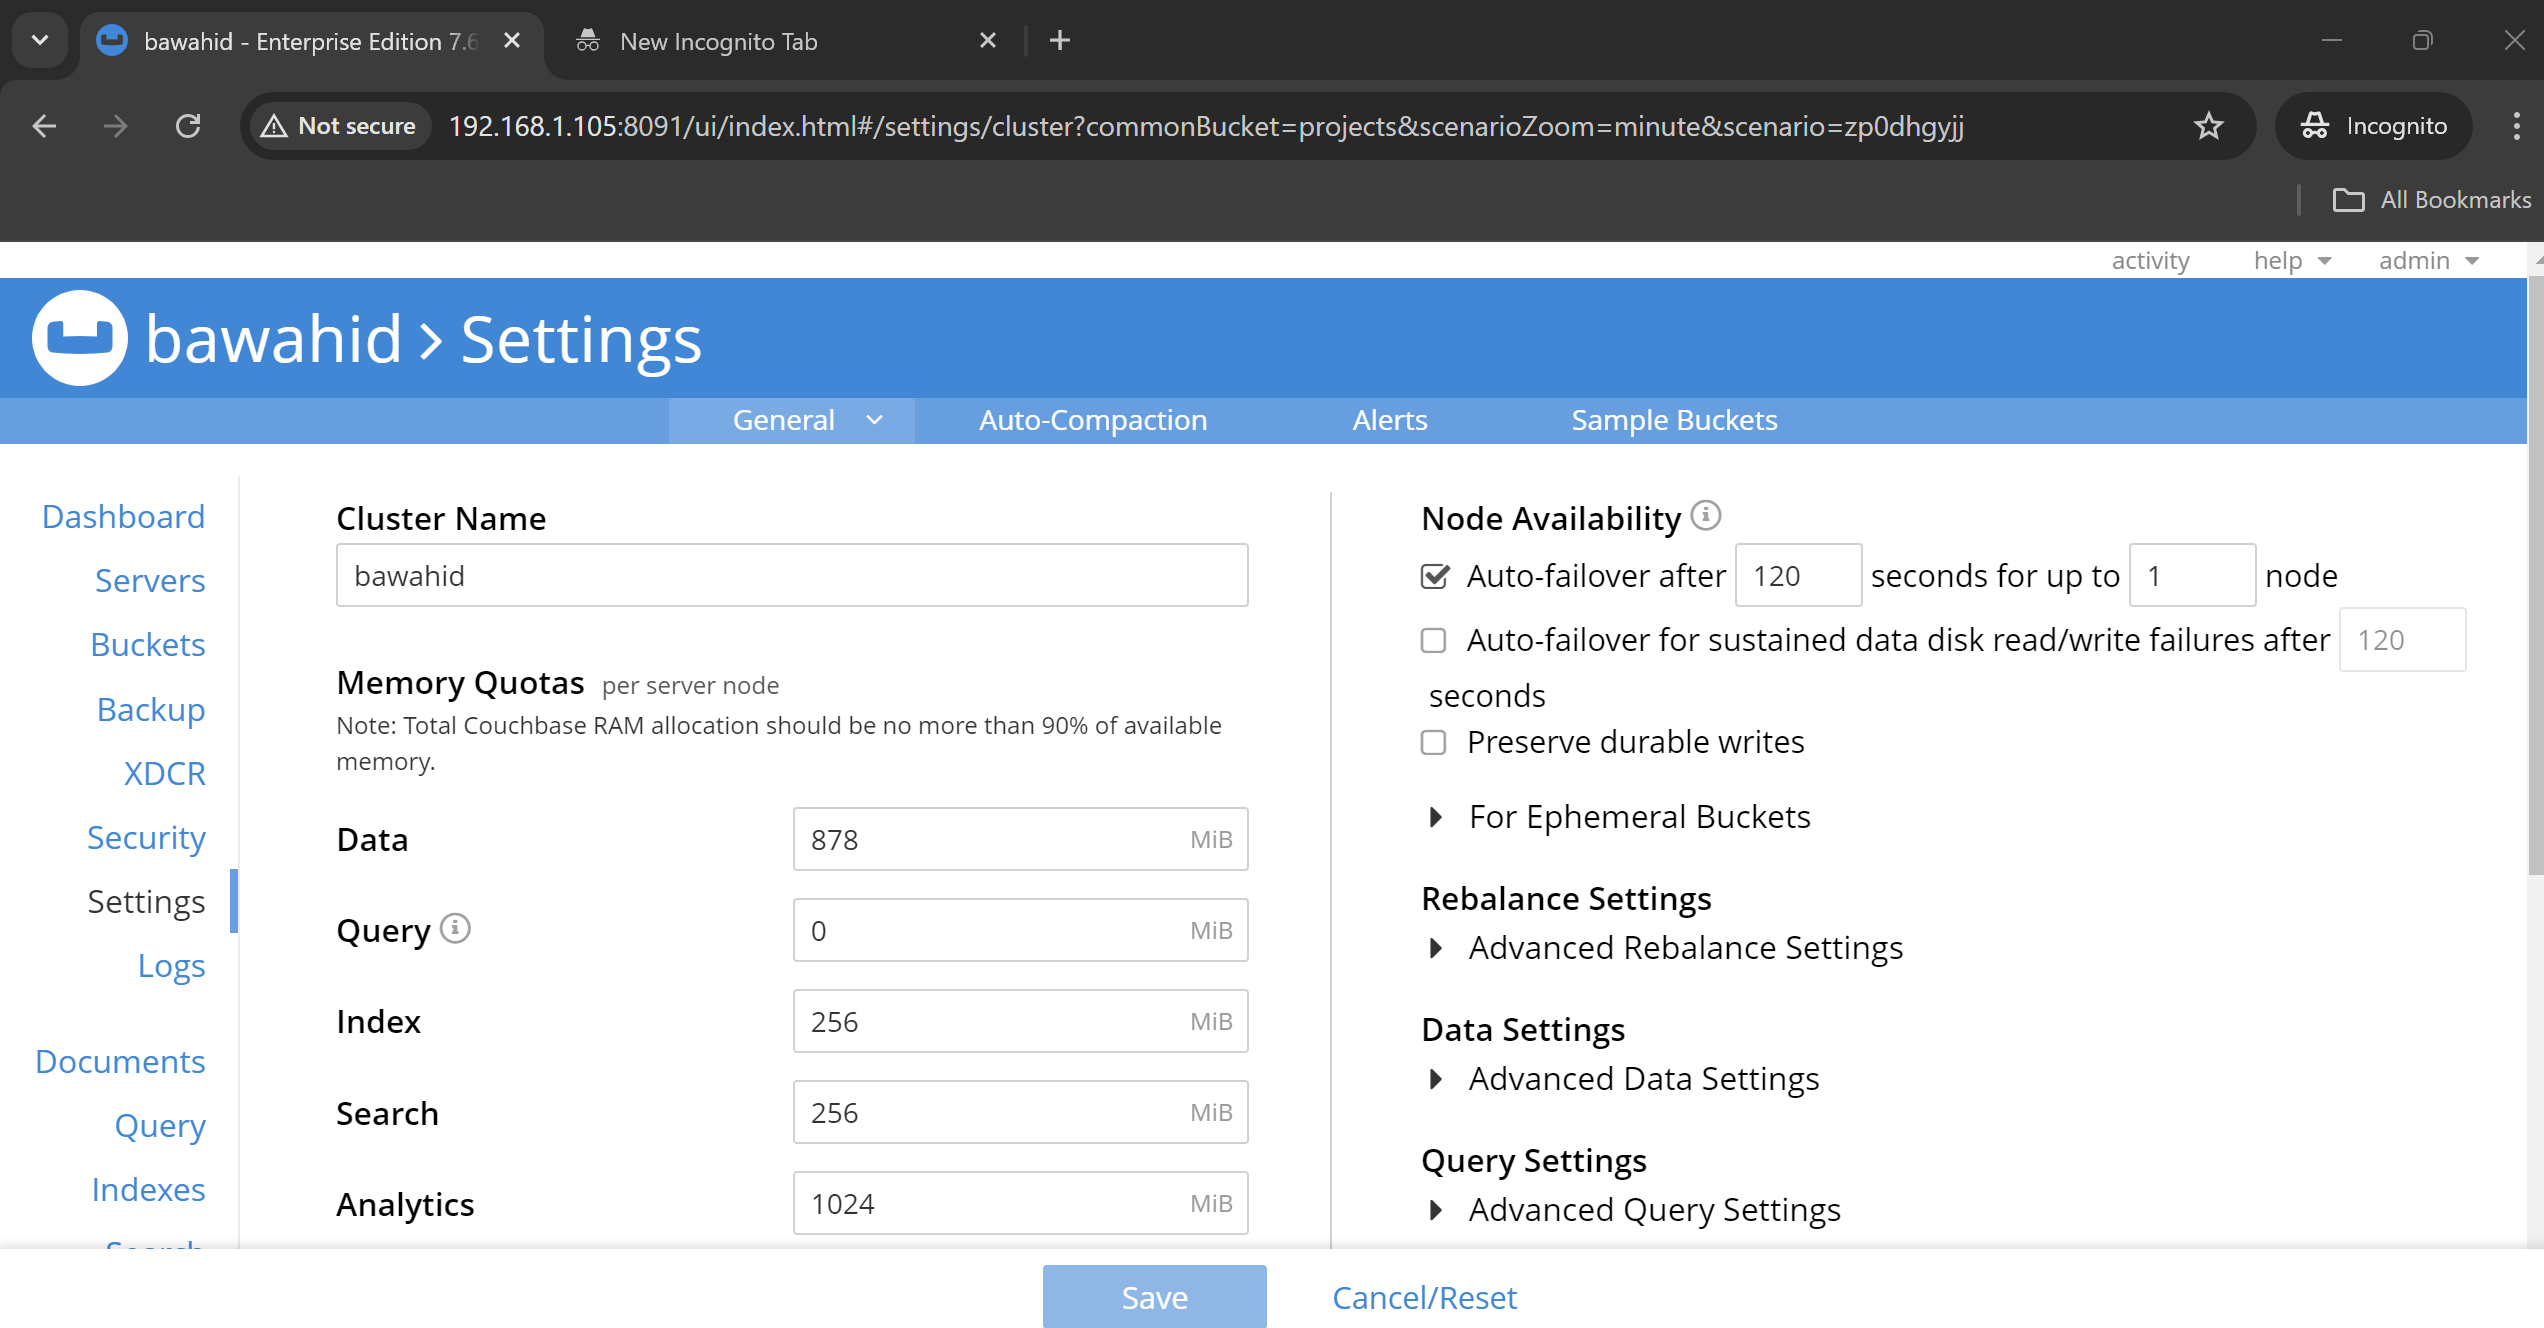 bawahid - Enterprise Edition 7.6
New Incognito Tab
Not secure
192.168.1.105:8091/ui/index.html#/settings/cluster?commonBucket=projects&scenarioZoom=minute&scenario=zp0dhgyjj
Incognito
All Bookmarks
activity
help
admin
bawahid > Settings
General
Auto-Compaction
Alerts
Sample Buckets
Dashboard
Servers
Buckets
Backup
XDCR
Security
Settings
Logs
Documents
Query
Indexes
Search
Cluster Name
bawahid
Memory Quotas per server node
Note: Total Couchbase RAM allocation should be no more than 90% of available
memory.
Data 878 MiB
Query 0 MiB
Index 256 MiB
Search 256 MiB
Analytics 1024 MiB
Node Availability
Auto-failover after 120 seconds for up to 1 node
Auto-failover for sustained data disk read/write failures after 120
seconds
Preserve durable writes
For Ephemeral Buckets
Rebalance Settings
Advanced Rebalance Settings
Data Settings
Advanced Data Settings
Query Settings
Advanced Query Settings
Save
Cancel/Reset